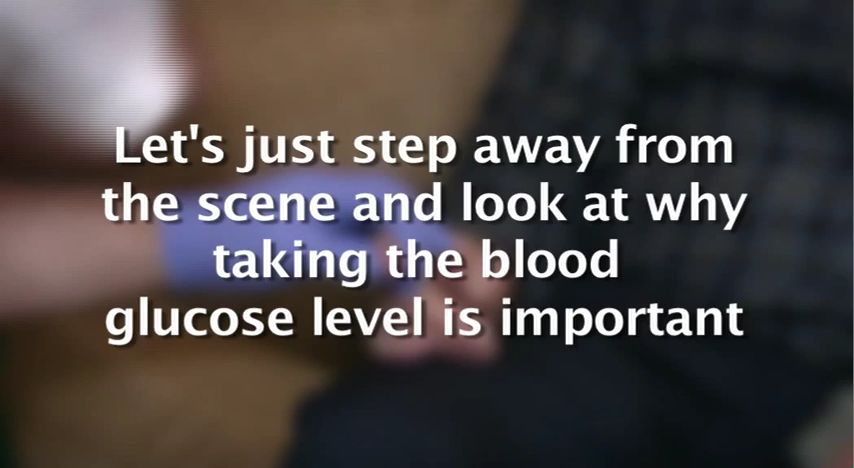 Let's just step away from
the scene and look at why
taking the blood
glucose level is important